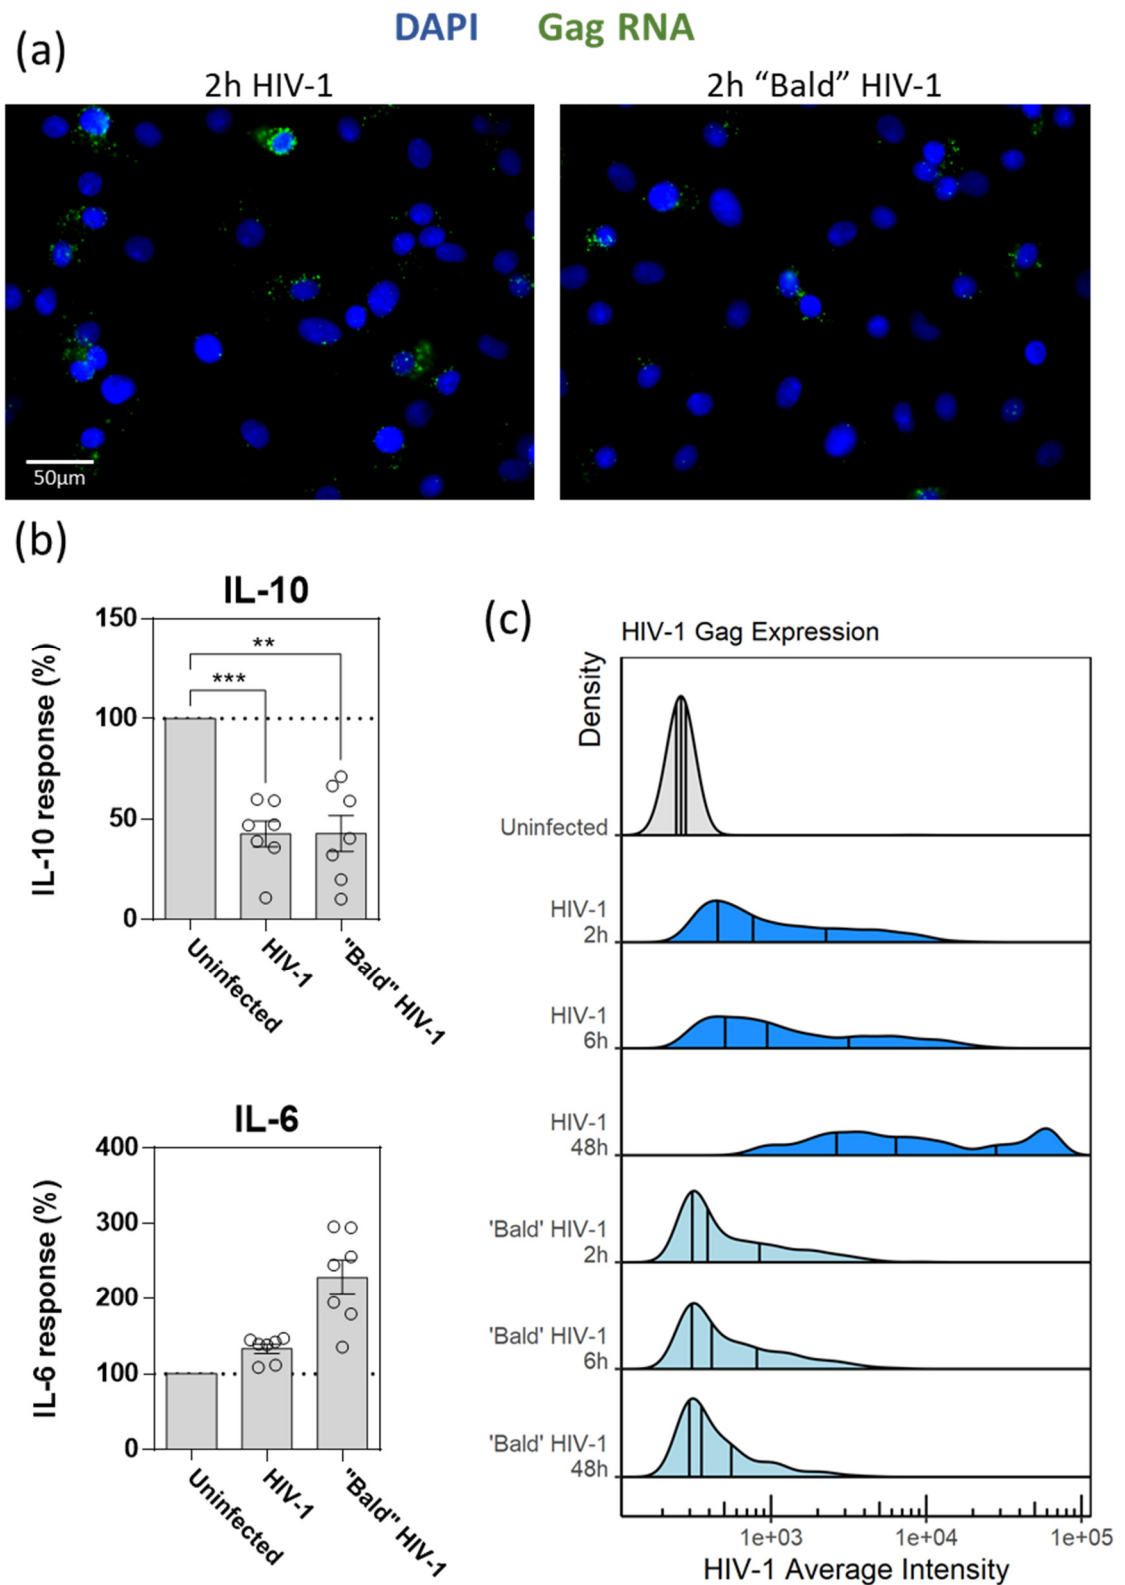 (a)
DAPI Gag RNA
2h HIV-1
2h “Bald” HIV-1
50µm
(b)
IL-10
IL-10 response (%)
150
100
50
0
**
***
Uninfected
HIV-1
"Bald" HIV-1
IL-6
IL-6 response (%)
400
300
200
100
0
Uninfected
HIV-1
"Bald" HIV-1
(c)
HIV-1 Gag Expression
Density
Uninfected
HIV-1
2h
HIV-1
6h
HIV-1
48h
'Bald' HIV-1
2h
'Bald' HIV-1
6h
'Bald' HIV-1
48h
1e+03 1e+04 1e+05
HIV-1 Average Intensity